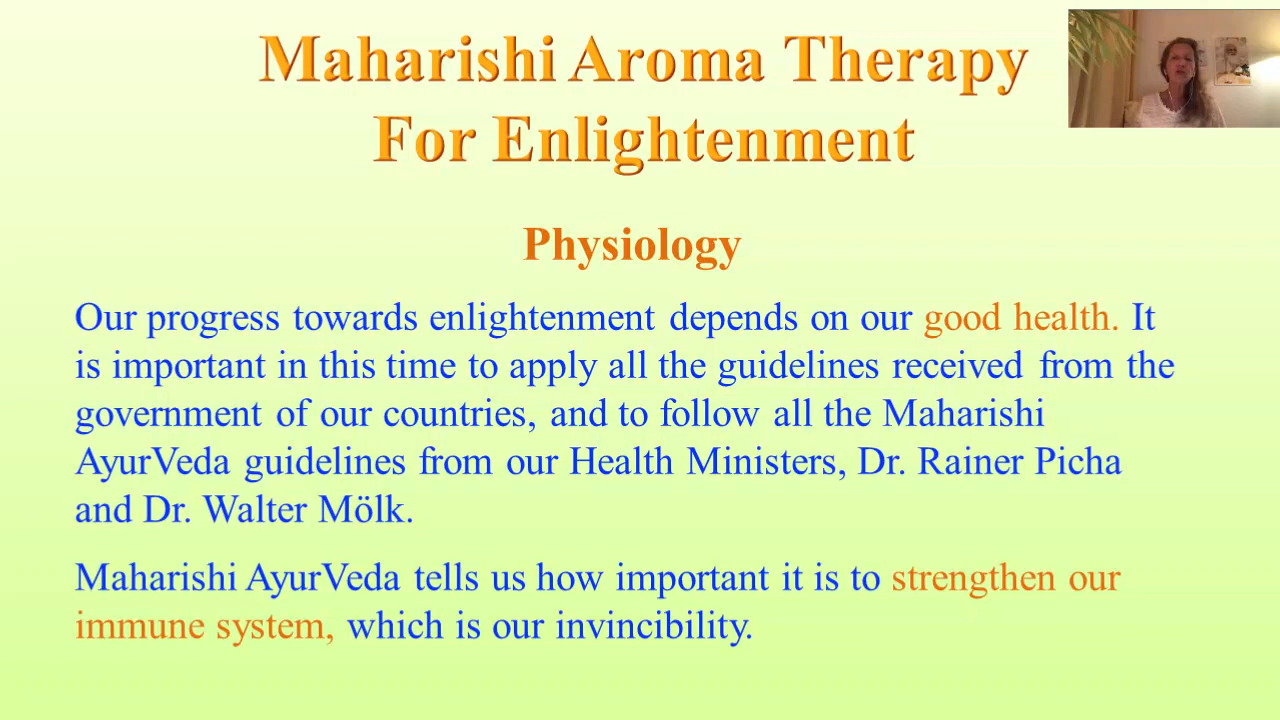 Maharishi Aroma Therapy
For Enlightenment
Physiology
Our progress towards enlightenment depends on our good health. It
is important in this time to apply all the guidelines received from the
government of our countries, and to follow all the Maharishi
AyurVeda guidelines from our Health Ministers, Dr. Rainer Picha
and Dr. Walter Mölk.
Maharishi AyurVeda tells us how important it is to strengthen our
immune system, which is our invincibility.